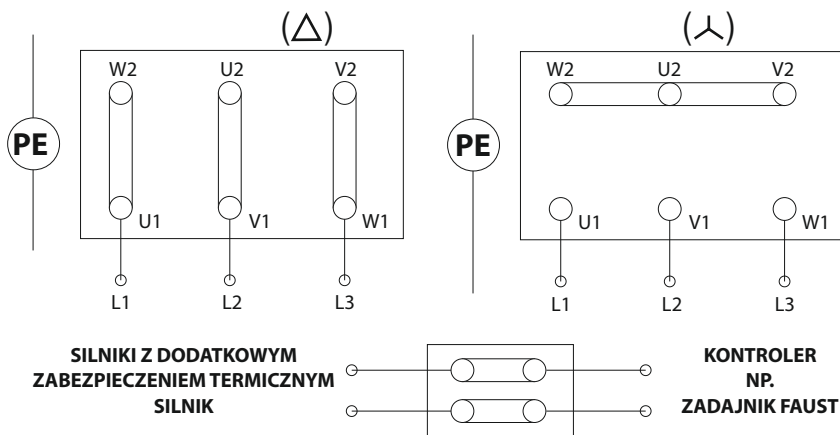 (△)
W2 U2 V2
PE
U1 V1 W1
L1 L2 L3
(⅄)
W2 U2 V2
PE
U1 V1 W1
L1 L2 L3
SILNIKI Z DODATKOWYM
ZABEZPIECZENIEM TERMICZNYM
SILNIK
KONTROLER
NP.
ZADAJNIK FAUST